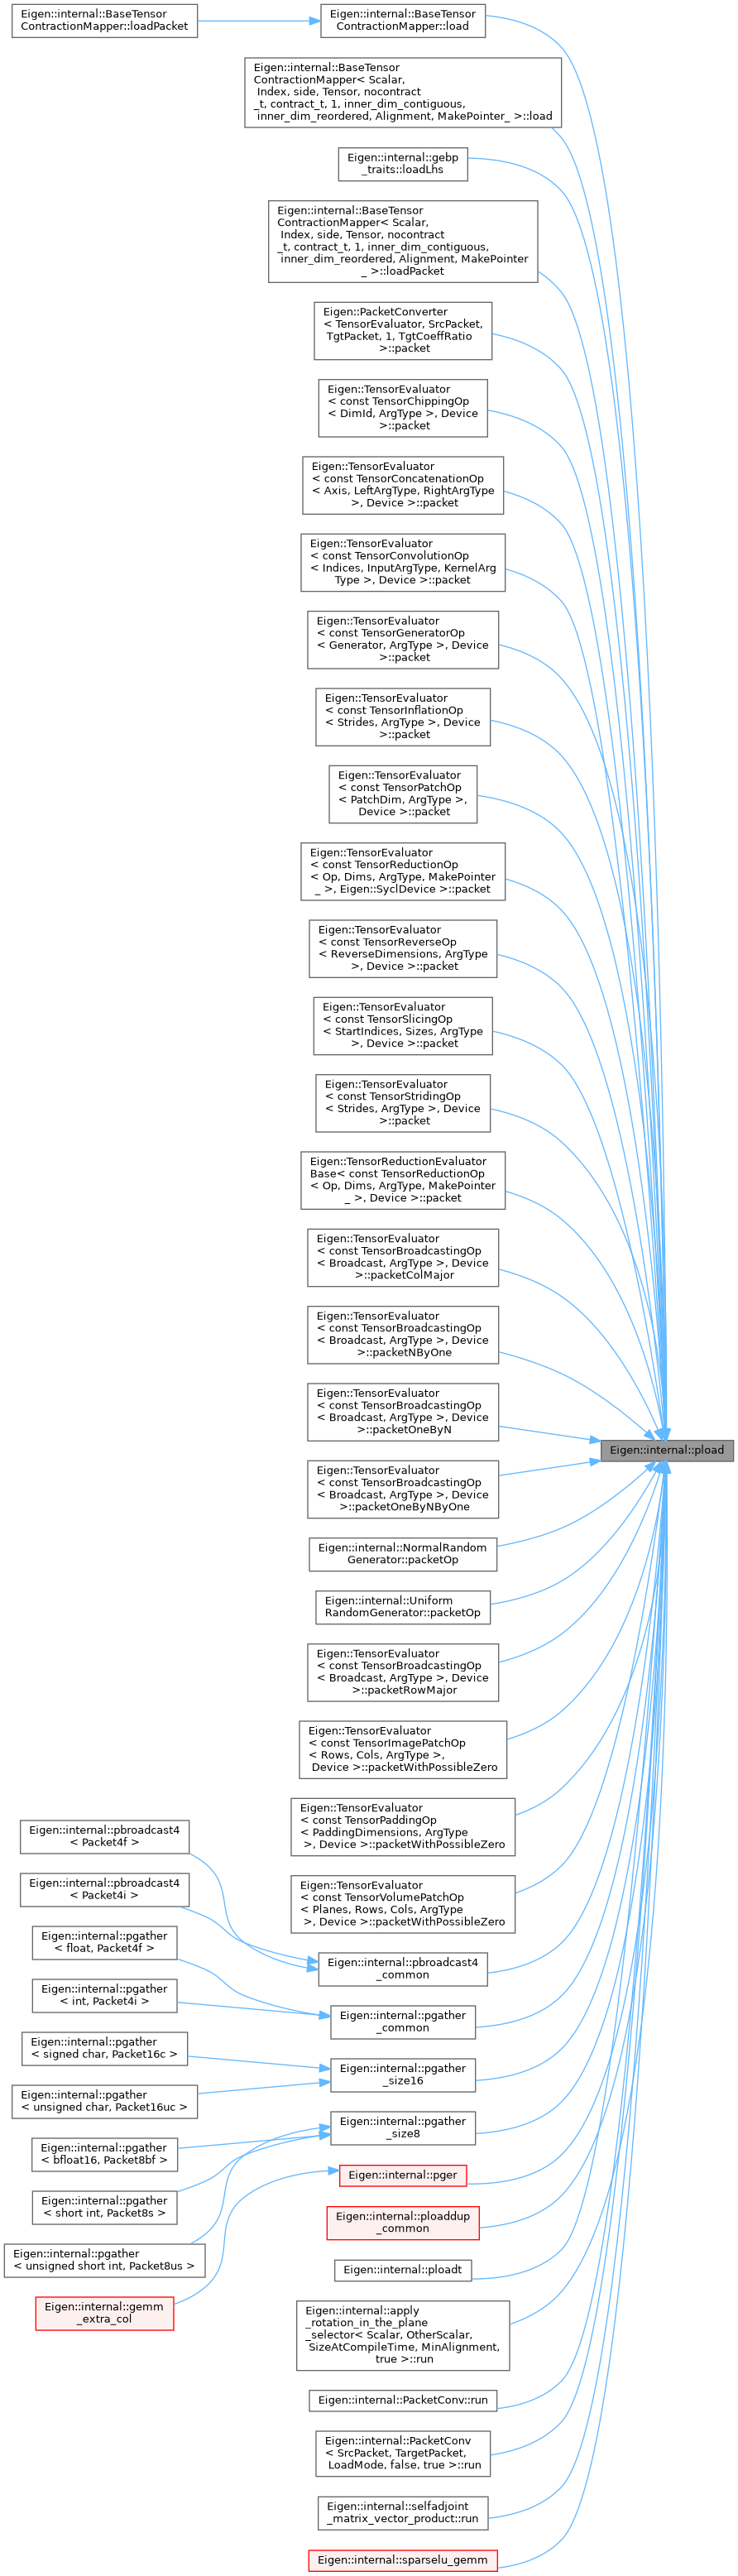 Eigen::internal::BaseTensor
ContractionMapper::loadPacket
Eigen::internal::BaseTensor
ContractionMapper::load
Eigen::internal::BaseTensor
ContractionMapper< Scalar,
Index, side, Tensor, nocontract
_t, contract_t, 1, inner_dim_contiguous,
inner_dim_reordered, Alignment, MakePointer_ >::load
Eigen::internal::gebp
_traits::loadLhs
Eigen::internal::BaseTensor
ContractionMapper< Scalar,
Index, side, Tensor, nocontract
_t, contract_t, 1, inner_dim_contiguous,
inner_dim_reordered, Alignment, MakePointer
_ >::loadPacket
Eigen::PacketConverter
< TensorEvaluator, SrcPacket,
TgtPacket, 1, TgtCoeffRatio
>::packet
Eigen::TensorEvaluator
< const TensorChippingOp
< DimId, ArgType >, Device
>::packet
Eigen::TensorEvaluator
< const TensorConcatenationOp
< Axis, LeftArgType, RightArgType
>, Device >::packet
Eigen::TensorEvaluator
< const TensorConvolutionOp
< Indices, InputArgType, KernelArg
Type >, Device >::packet
Eigen::TensorEvaluator
< const TensorGeneratorOp
< Generator, ArgType >, Device
>::packet
Eigen::TensorEvaluator
< const TensorInflationOp
< Strides, ArgType >, Device
>::packet
Eigen::TensorEvaluator
< const TensorPatchOp
< PatchDim, ArgType >,
Device >::packet
Eigen::TensorEvaluator
< const TensorReductionOp
< Op, Dims, ArgType, MakePointer
_ >, Eigen::SyclDevice >::packet
Eigen::TensorEvaluator
< const TensorReverseOp
< ReverseDimensions, ArgType
>, Device >::packet
Eigen::TensorEvaluator
< const TensorSlicingOp
< StartIndices, Sizes, ArgType
>, Device >::packet
Eigen::TensorEvaluator
< const TensorStridingOp
< Strides, ArgType >, Device
>::packet
Eigen::TensorReductionEvaluator
Base< const TensorReductionOp
< Op, Dims, ArgType, MakePointer
_ >, Device >::packet
Eigen::TensorEvaluator
< const TensorBroadcastingOp
< Broadcast, ArgType >, Device
>::packetColMajor
Eigen::TensorEvaluator
< const TensorBroadcastingOp
< Broadcast, ArgType >, Device
>::packetNByOne
Eigen::TensorEvaluator
< const TensorBroadcastingOp
< Broadcast, ArgType >, Device
>::packetOneByN
Eigen::internal::pload
Eigen::TensorEvaluator
< const TensorBroadcastingOp
< Broadcast, ArgType >, Device
>::packetOneByNByOne
Eigen::internal::NormalRandom
Generator::packetOp
Eigen::internal::Uniform
RandomGenerator::packetOp
Eigen::TensorEvaluator
< const TensorBroadcastingOp
< Broadcast, ArgType >, Device
>::packetRowMajor
Eigen::TensorEvaluator
< const TensorImagePatchOp
< Rows, Cols, ArgType >,
Device >::packetWithPossibleZero
Eigen::TensorEvaluator
< const TensorPaddingOp
< PaddingDimensions, ArgType
>, Device >::packetWithPossibleZero
Eigen::TensorEvaluator
< const TensorVolumePatchOp
< Planes, Rows, Cols, ArgType
>, Device >::packetWithPossibleZero
Eigen::internal::pbroadcast4
< Packet4f >
Eigen::internal::pbroadcast4
< Packet4i >
Eigen::internal::pbroadcast4
_common
Eigen::internal::pgather
< float, Packet4f >
Eigen::internal::pgather
< int, Packet4i >
Eigen::internal::pgather
_common
Eigen::internal::pgather
< signed char, Packet16c >
Eigen::internal::pgather
< unsigned char, Packet16uc >
Eigen::internal::pgather
_size16
Eigen::internal::pgather
_size8
Eigen::internal::pgather
< bfloat16, Packet8bf >
Eigen::internal::pgather
< short int, Packet8s >
Eigen::internal::pgather
< unsigned short int, Packet8us >
Eigen::internal::pger
Eigen::internal::gemm
_extra_col
Eigen::internal::ploaddup
_common
Eigen::internal::ploadt
Eigen::internal::apply
_rotation_in_the_plane
_selector< Scalar, OtherScalar,
SizeAtCompileTime, MinAlignment,
true >::run
Eigen::internal::PacketConv::run
Eigen::internal::PacketConv
< SrcPacket, TargetPacket,
LoadMode, false, true >::run
Eigen::internal::selfadjoint
_matrix_vector_product::run
Eigen::internal::sparselu_gemm